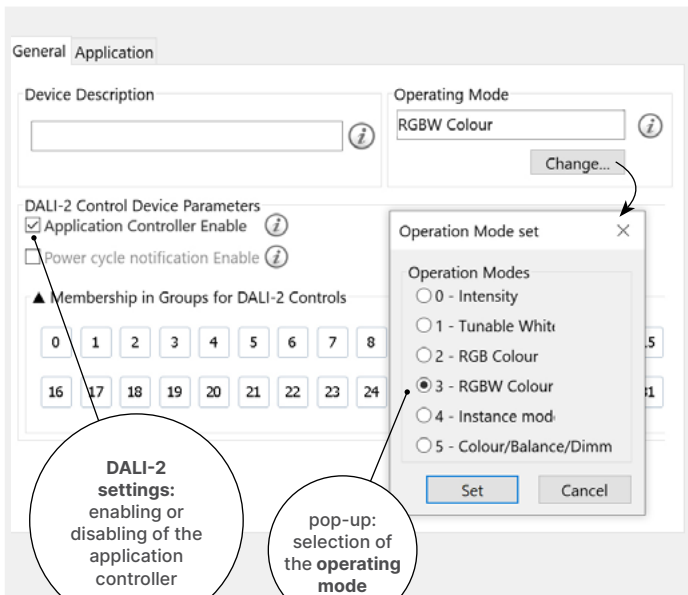 General Application
Device Description
Operating Mode
RGBW Colour
Change...
DALI-2 Control Device Parameters
Application Controller Enable
Power cycle notification Enable
▲ Membership in Groups for DALI-2 Controls
0 1 2 3 4 5 6 7 8 .5
16 17 18 19 20 21 22 23 24
Operation Mode set
Operation Modes
0 - Intensity
1 - Tunable White
2 - RGB Colour
3 - RGBW Colour
4 - Instance mod
5 - Colour/Balance/Dimm
Set Cancel
DALI-2
settings:
enabling or
disabling of the
application
controller
pop-up:
selection of
the operating
mode